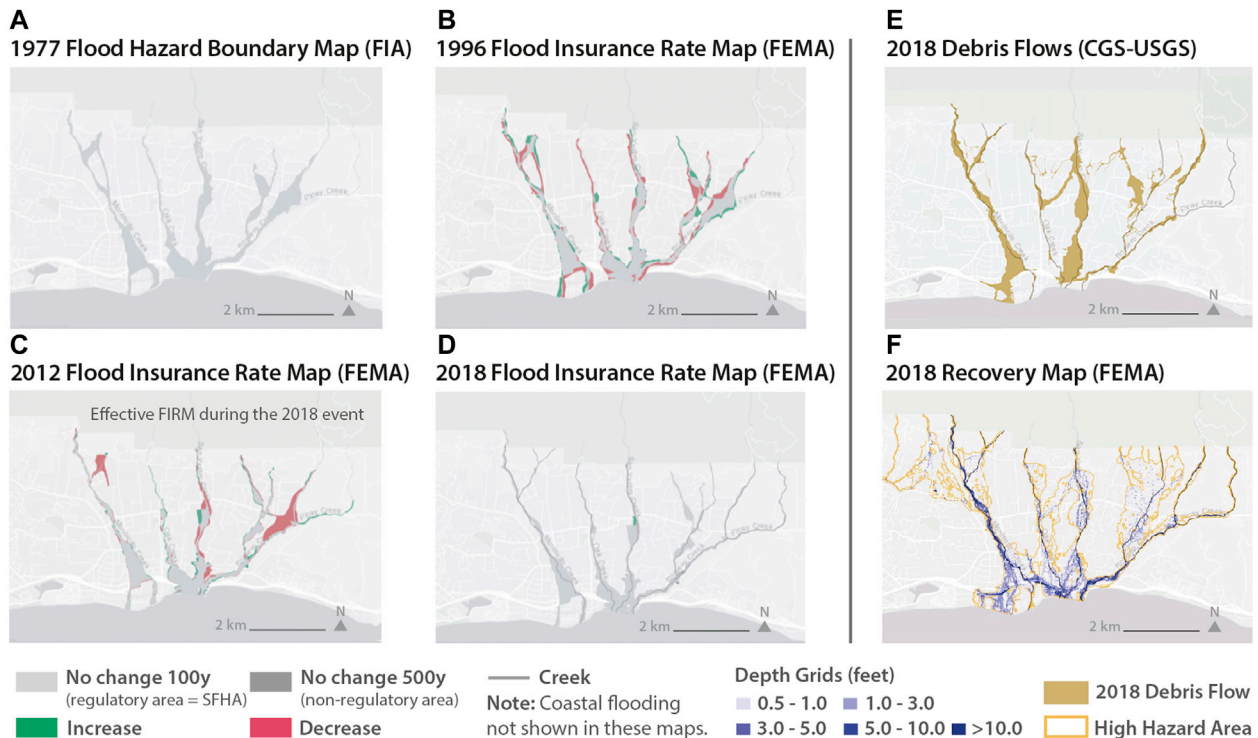 A
1977 Flood Hazard Boundary Map (FIA)
2 km
N
B
1996 Flood Insurance Rate Map (FEMA)
2 km
N
E
2018 Debris Flows (CGS-USGS)
2 km
N
C
2012 Flood Insurance Rate Map (FEMA)
Effective FIRM during the 2018 event
2 km
N
D
2018 Flood Insurance Rate Map (FEMA)
2 km
N
F
2018 Recovery Map (FEMA)
2 km
N
No change 100y
(regulatory area = SFHA)
Increase
No change 500y
(non-regulatory area)
Decrease
Creek
Note: Coastal flooding
not shown in these maps.
Depth Grids (feet)
0.5 - 1.0
1.0 - 3.0
3.0 - 5.0
5.0 - 10.0
>10.0
2018 Debris Flow
High Hazard Area